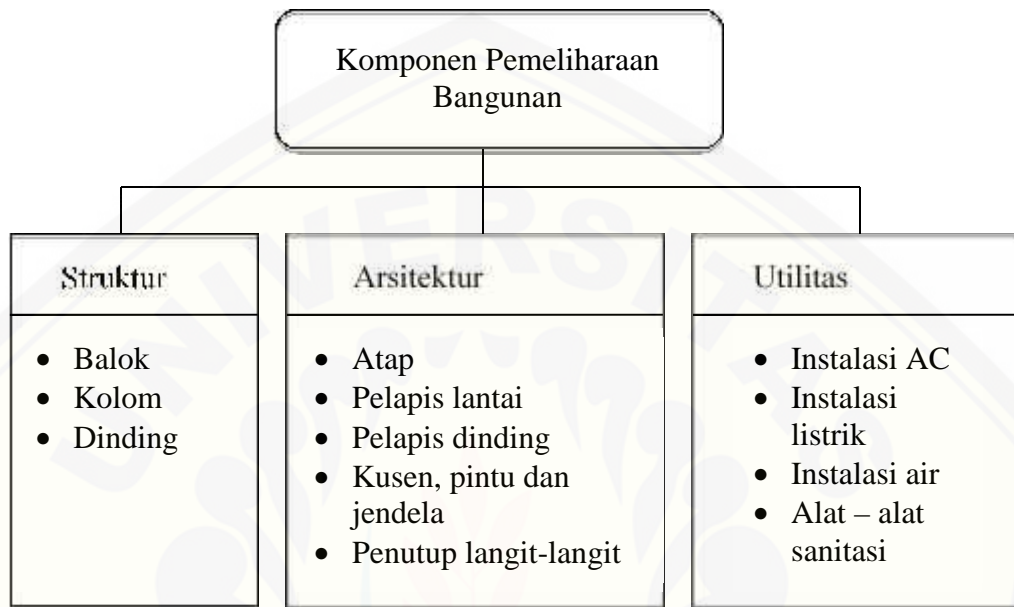 Komponen Pemeliharaan
Bangunan
Struktur
• Balok
• Kolom
• Dinding
Arsitektur
• Atap
• Pelapis lantai
• Pelapis dinding
• Kusen, pintu dan
jendela
• Penutup langit-langit
Utilitas
• Instalasi AC
• Instalasi
listrik
• Instalasi air
• Alat – alat
sanitasi
UNIVERSITAS